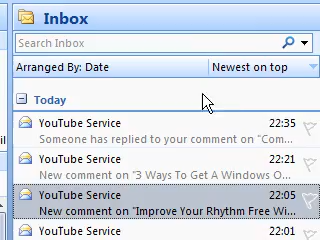 Inbox
Search Inbox
Arranged By: Date Newest on top
Today
YouTube Service 22:35
Someone has replied to your comment on "Com...
YouTube Service 22:21
New comment on "3 Ways To Get A Windows O...
YouTube Service 22:05
New comment on "Improve Your Rhythm Free Wi...
YouTube Service 22:01